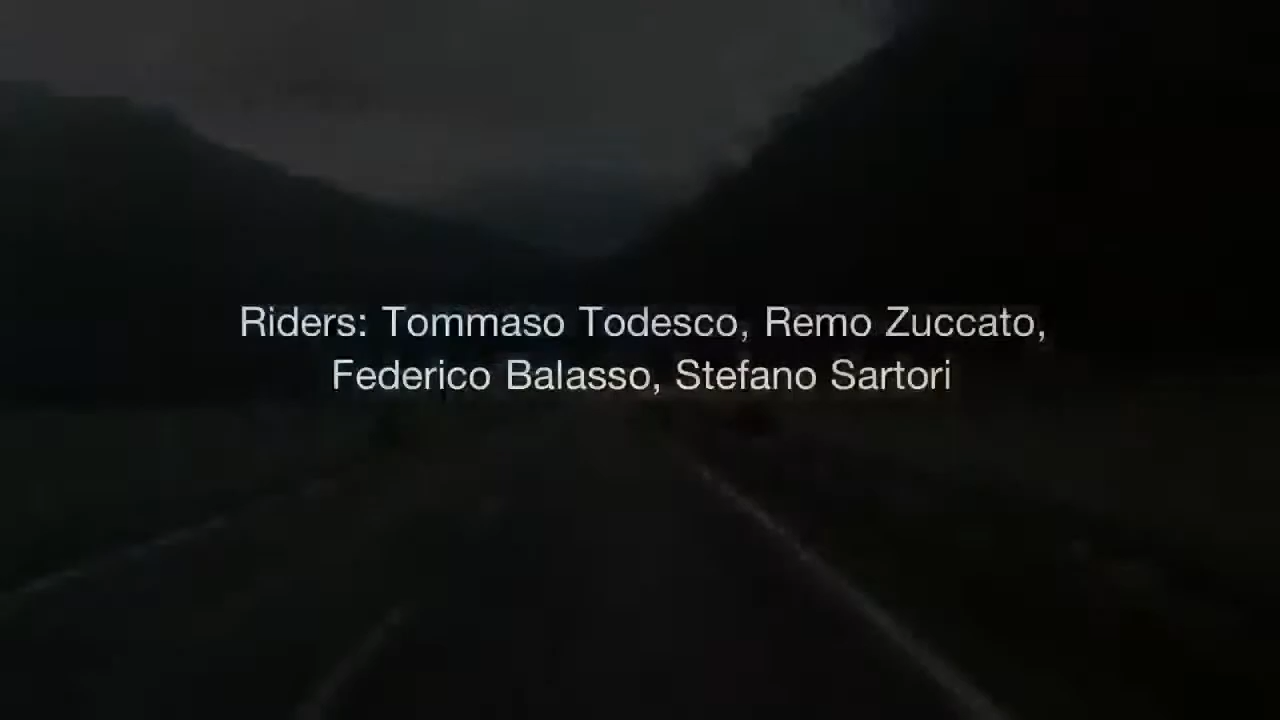 Riders: Tommaso Todesco, Remo Zuccato,
Federico Balasso, Stefano Sartori